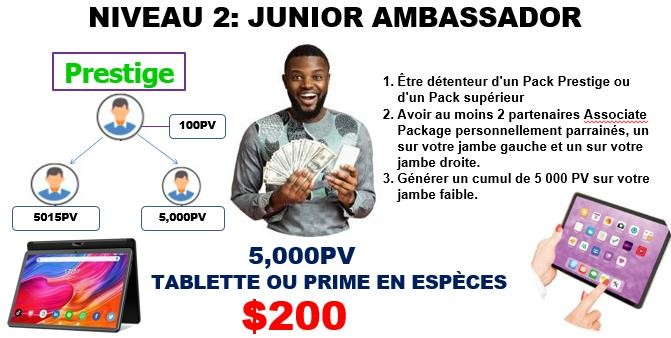 NIVEAU 2: JUNIOR AMBASSADOR
Prestige
100PV
5015PV
5,000PV
1. Être détenteur d'un Pack Prestige ou
d'un Pack supérieur
2. Avoir au moins 2 partenaires Associate
Package personnellement parrainés, un
sur votre jambe gauche et un sur votre
jambe droite.
3. Générer un cumul de 5 000 PV sur votre
jambe faible.
5,000PV
TABLETTE OU PRIME EN ESPÈCES
$200